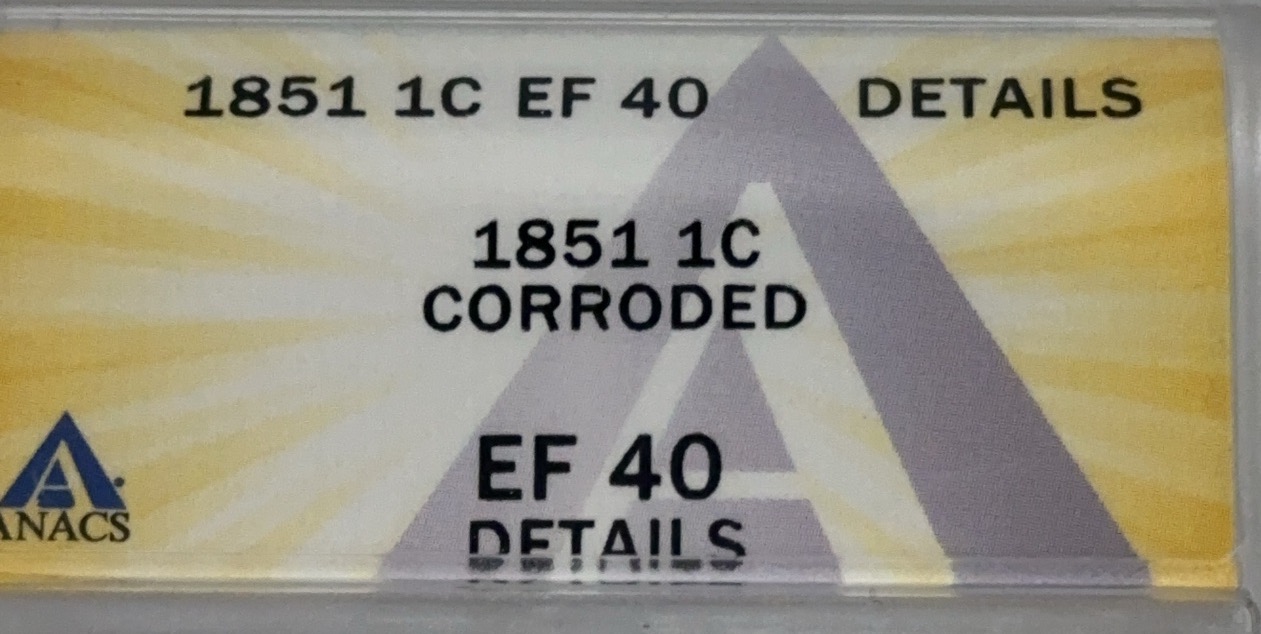 1851 1C EF 40 DETAILS
1851 1C
CORRODED
EF 40
DETAILS
ANACS